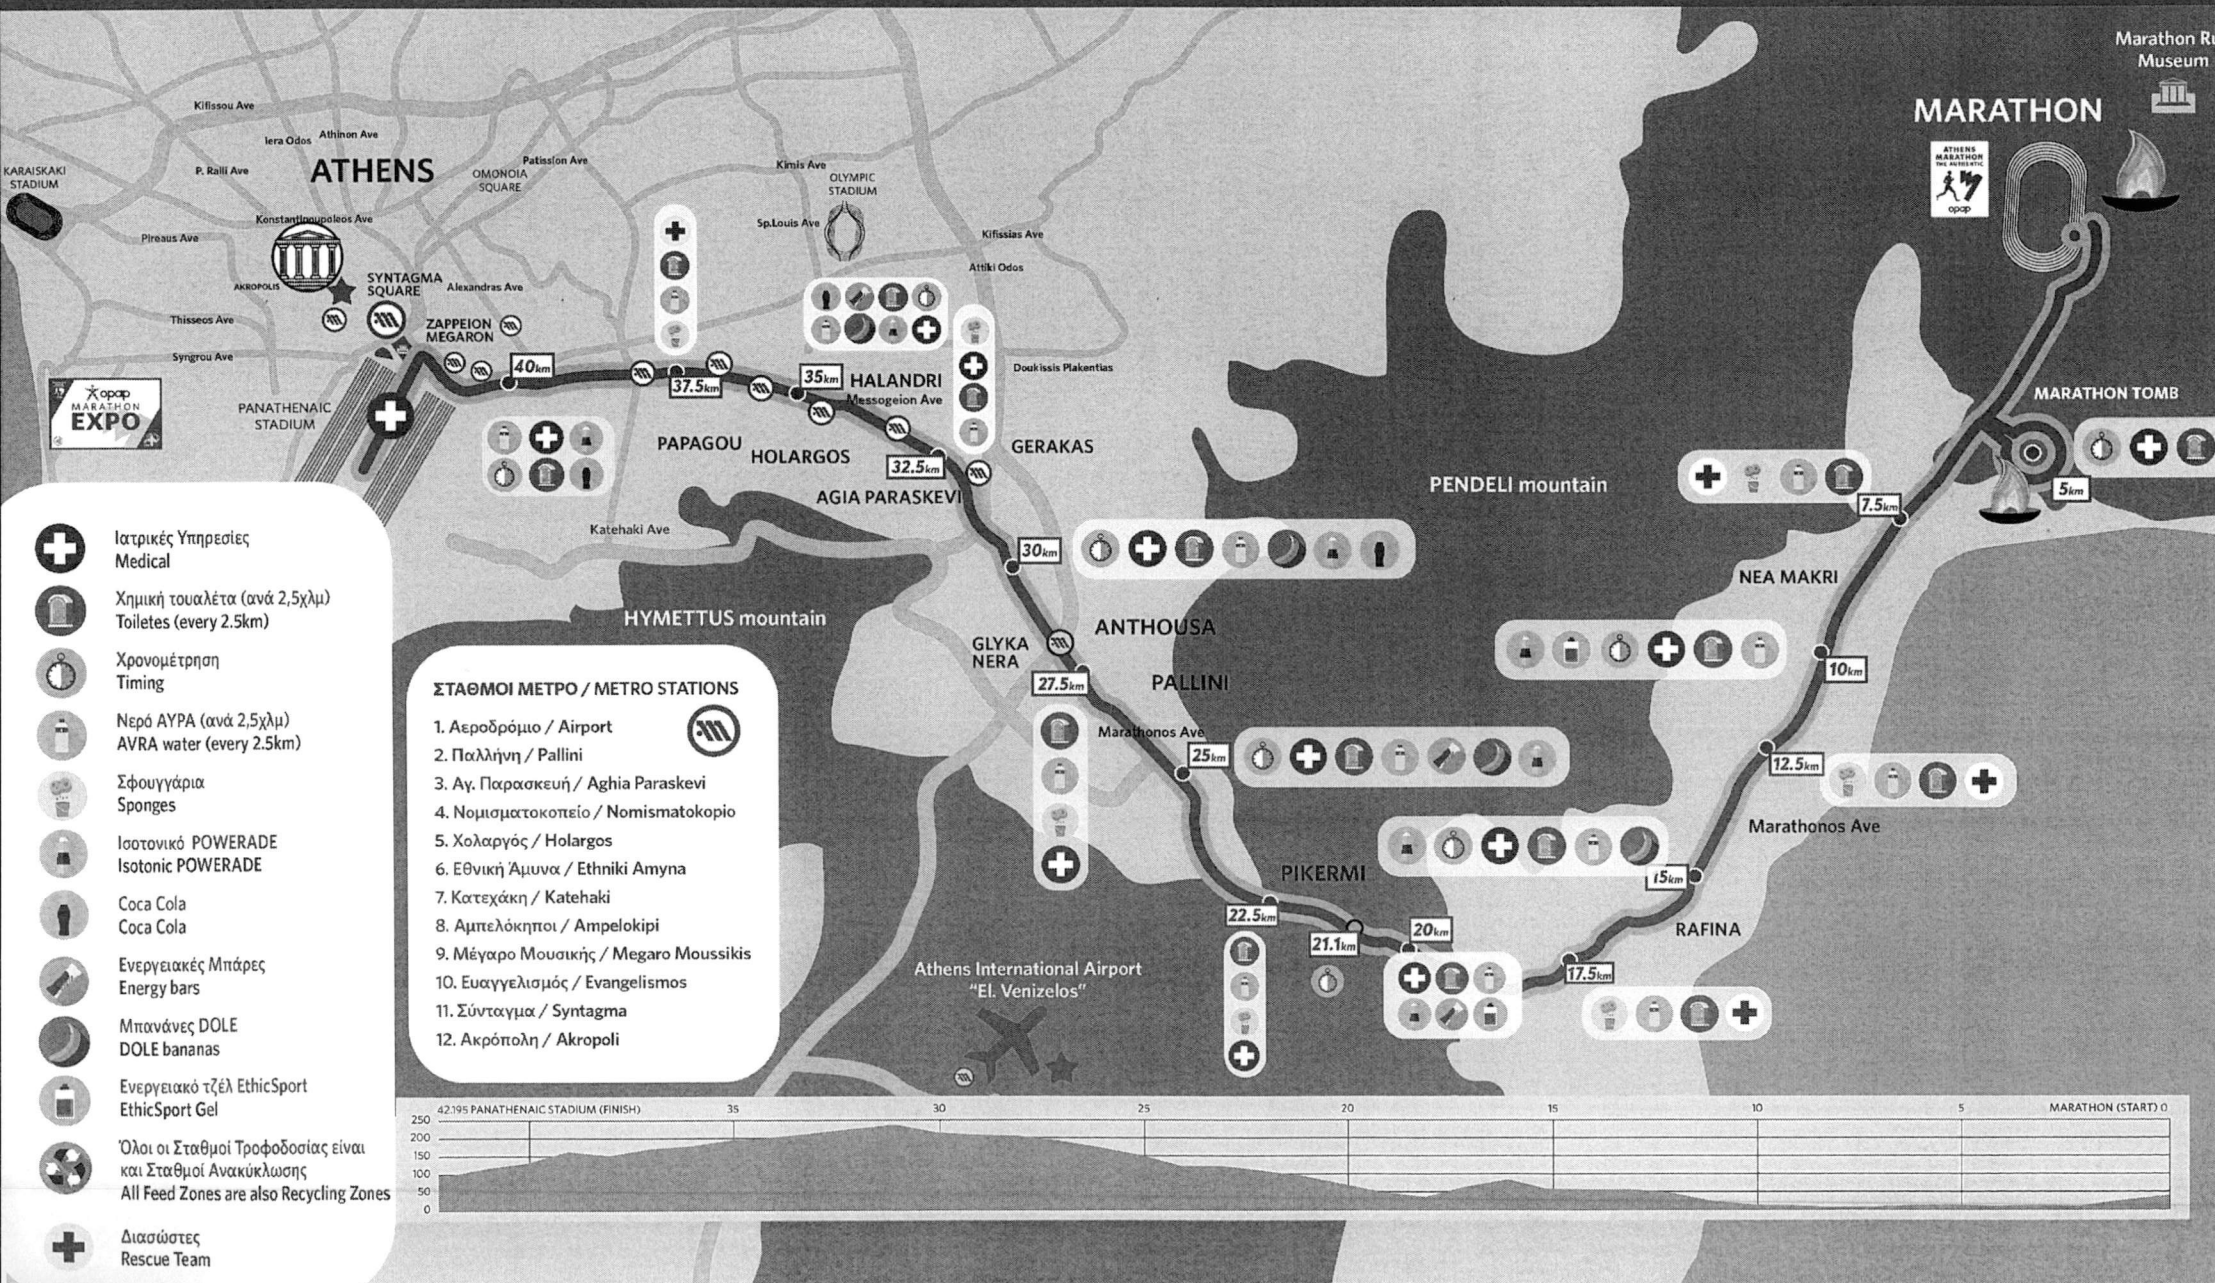 Marathon Ru
Museum
MARATHON
ATHENS
MARATHON
THE AUTHENTIC
opap
Kifissou Ave
Iera Odos
Athinon Ave
ATHENS
Patission Ave
OMONOIA
SQUARE
P. Ralli Ave
KARAISKAKI
STADIUM
Kimis Ave
OLYMPIC
STADIUM
Konstantinoupoleos Ave
Sp.Louis Ave
Pireaus Ave
Kifissias Ave
Attiki Odos
AKROPOLIS
SYNTAGMA
SQUARE
Alexandras Ave
Thisseos Ave
ZAPPEION
MEGARON
Syngrou Ave
40km
37.5km
35km
HALANDRI
Messogeion Ave
Doukissis Plakentias
opap
MARATHON
EXPO
PANATHENAIC
STADIUM
PAPAGOU
HOLARGOS
32.5km
GERAKAS
AGIA PARASKEVI
Katehaki Ave
MARATHON TOMB
PENDELI mountain
7.5km
5km
30km
NEA MAKRI
HYMETTUS mountain
ANTHOUSA
GLYKA
NERA
10km
27.5km
PALLINI
Marathonos Ave
25km
12.5km
Marathonos Ave
PIKERMI
15km
22.5km
21.1km
20km
RAFINA
17.5km
Athens International Airport
"El. Venizelos"
Ιατρικές Υπηρεσίες
Medical
Χημική τουαλέτα (ανά 2,5χλμ)
Toiletes (every 2.5km)
Χρονομέτρηση
Timing
Νερό ΑΥΡΑ (ανά 2,5χλμ)
AVRA water (every 2.5km)
Σφουγγάρια
Sponges
Ισοτονικό POWERADE
Isotonic POWERADE
Coca Cola
Coca Cola
Ενεργειακές Μπάρες
Energy bars
Μπανάνες DOLE
DOLE bananas
Ενεργειακό τζέλ EthicSport
EthicSport Gel
Όλοι οι Σταθμοί Τροφοδοσίας είναι
και Σταθμοί Ανακύκλωσης
All Feed Zones are also Recycling Zones
Διασώστες
Rescue Team
ΣΤΑΘΜΟΙ ΜΕΤΡΟ / METRO STATIONS
1. Αεροδρόμιο / Airport
2. Παλλήνη / Pallini
3. Αγ. Παρασκευή / Aghia Paraskevi
4. Νομισματοκοπείο / Nomismatokopio
5. Χολαργός / Holargos
6. Εθνική Άμυνα / Ethniki Amyna
7. Κατεχάκη / Katehaki
8. Αμπελόκηποι / Ampelokipi
9. Μέγαρο Μουσικής / Megaro Moussikis
10. Ευαγγελισμός / Evangelismos
11. Σύνταγμα / Syntagma
12. Ακρόπολη / Akropoli
42.195 PANATHENAIC STADIUM (FINISH) 35 30 25 20 15 10 5 MARATHON (START) 0
250
200
150
100
50
0